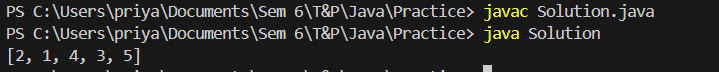 PS C:\Users\priya\Documents\Sem 6\T&P\Java\Practice> javac Solution.java
PS C:\Users\priya\Documents\Sem 6\T&P\Java\Practice> java Solution
[2, 1, 4, 3, 5]